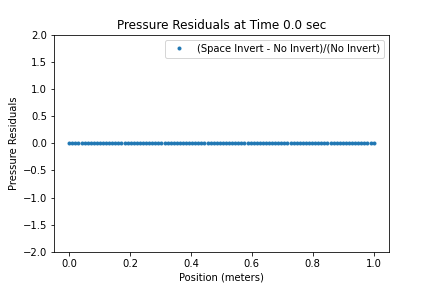 Pressure Residuals at Time 0.0 sec
(Space Invert - No Invert)/(No Invert)
Pressure Residuals
2.0
1.5
1.0
0.5
0.0
−0.5
−1.0
−1.5
−2.0
0.0 0.2 0.4 0.6 0.8 1.0
Position (meters)